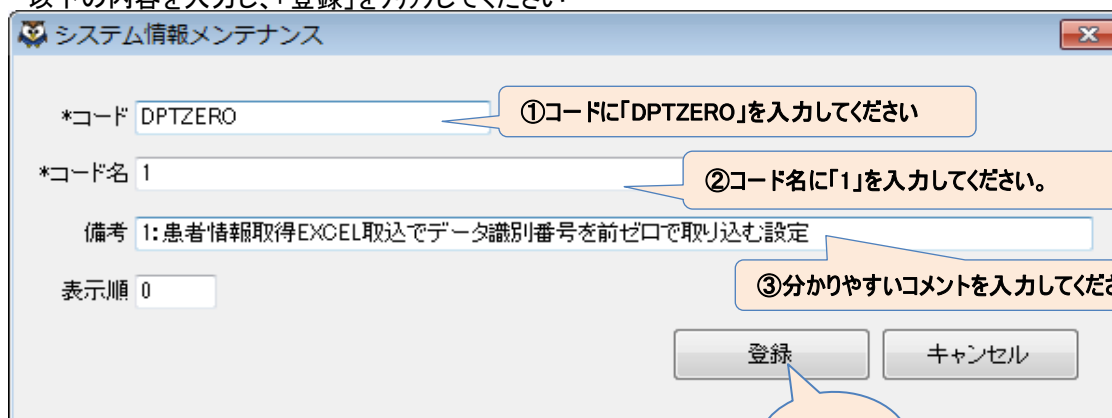 以下の内容を入力し、「登録」を押下してください
システム情報メンテナンス
*コード DPTZERO
①コードに「DPTZERO」を入力してください
*コード名 1
②コード名に「1」を入力してください。
備考 1:患者情報取得EXCEL取込でデータ識別番号を前ゼロで取り込む設定
表示順 0
③分かりやすいコメントを入力してくださ
登録 キャンセル